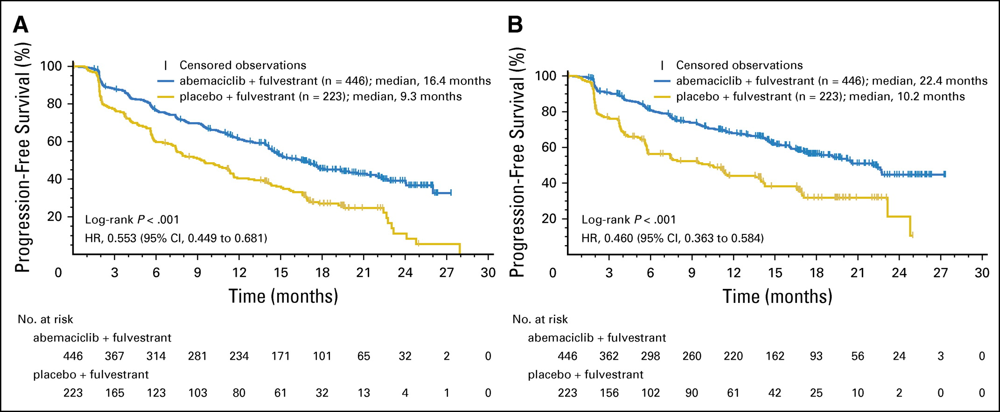 A
Progression-Free Survival (%)
100
80
60
40
20
Censored observations
abemaciclib + fulvestrant (n = 446); median, 16.4 months
placebo + fulvestrant (n = 223); median, 9.3 months
Log-rank P < .001
HR, 0.553 (95% CI, 0.449 to 0.681)
0 3 6 9 12 15 18 21 24 27 30
Time (months)
No. at risk
abemaciclib + fulvestrant
446 367 314 281 234 171 101 65 32 2 0
placebo + fulvestrant
223 165 123 103 80 61 32 13 4 1 0
B
Progression-Free Survival (%)
100
80
60
40
20
Censored observations
abemaciclib + fulvestrant (n = 446); median, 22.4 months
placebo + fulvestrant (n = 223); median, 10.2 months
Log-rank P < .001
HR, 0.460 (95% CI, 0.363 to 0.584)
0 3 6 9 12 15 18 21 24 27 30
Time (months)
No. at risk
abemaciclib + fulvestrant
446 362 298 260 220 162 93 56 24 3 0
placebo + fulvestrant
223 156 102 90 61 42 25 10 2 0 0